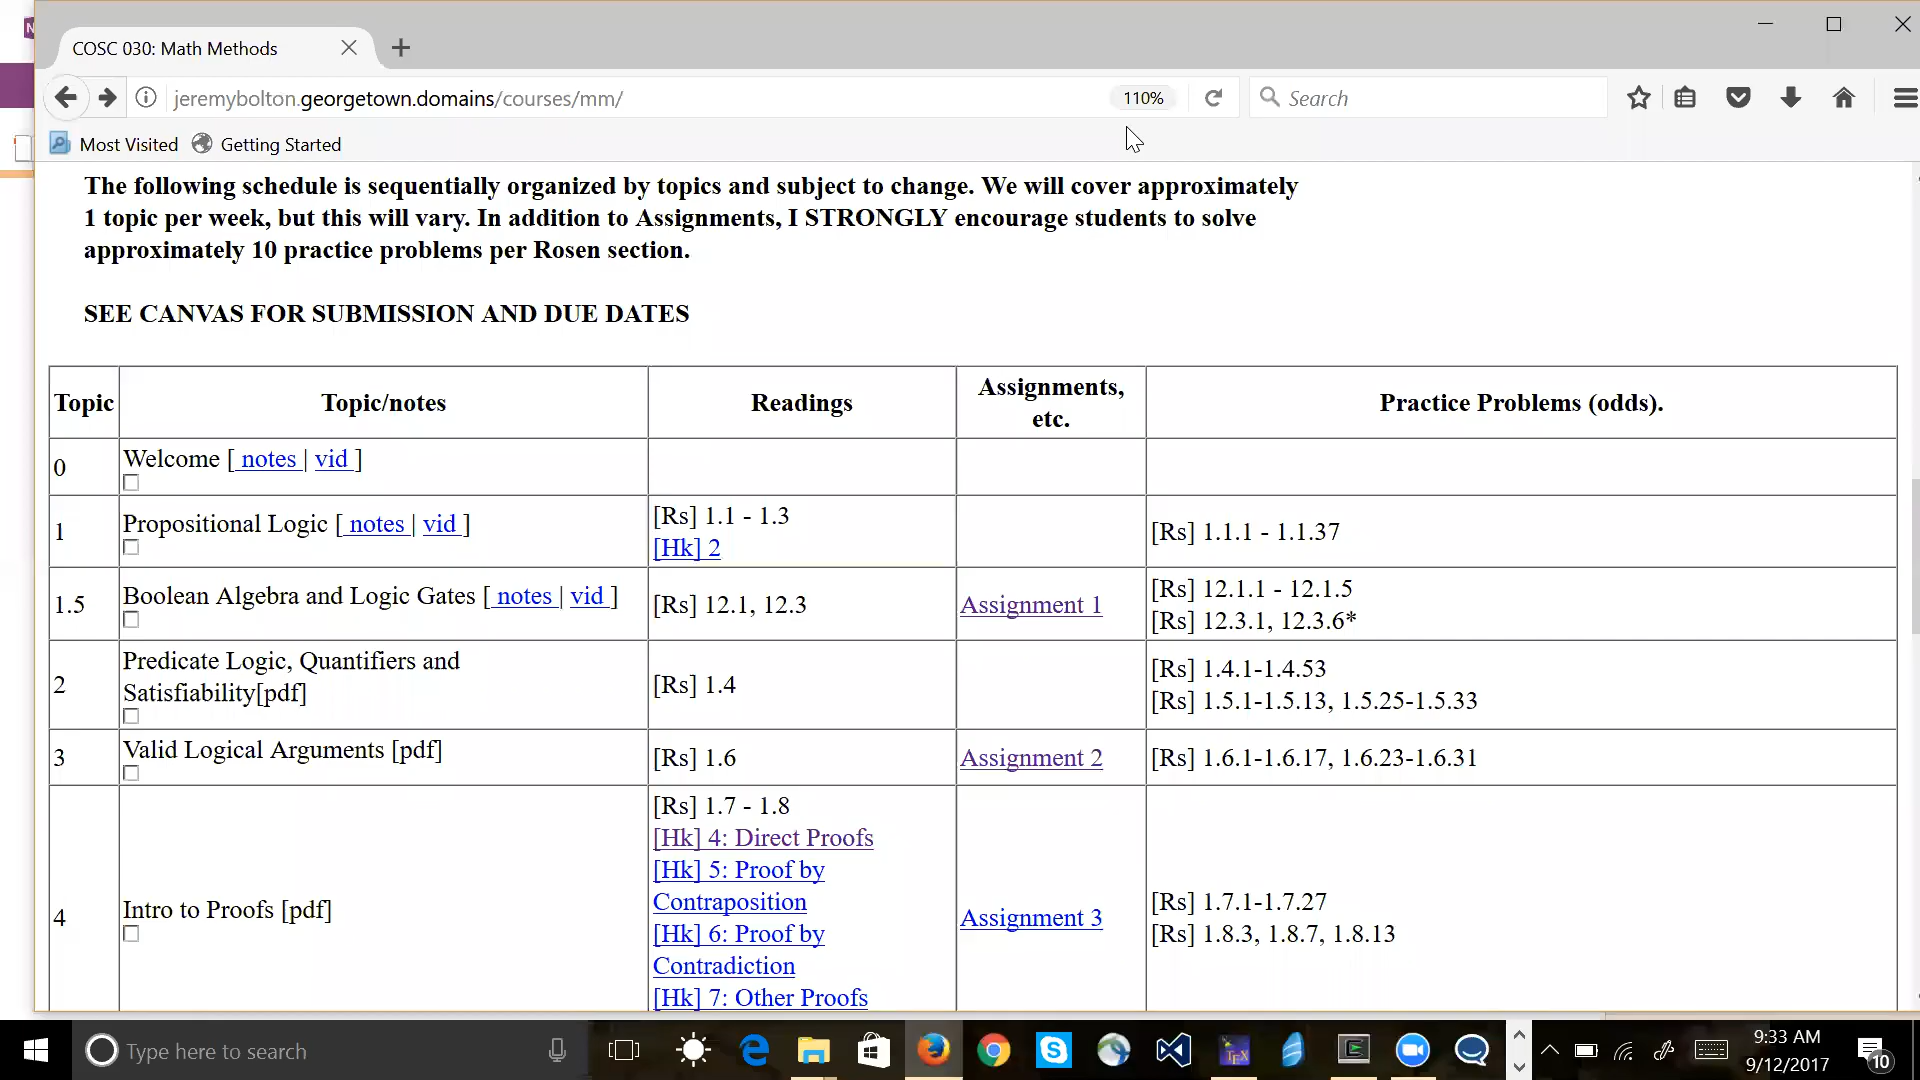 COSC 030: Math Methods
jeremybolton.georgetown.domains/courses/mm/
110%
Search
Most Visited
Getting Started
The following schedule is sequentially organized by topics and subject to change. We will cover approximately
1 topic per week, but this will vary. In addition to Assignments, I STRONGLY encourage students to solve
approximately 10 practice problems per Rosen section.
SEE CANVAS FOR SUBMISSION AND DUE DATES
Topic
Topic/notes
Readings
Assignments,
etc.
Practice Problems (odds).
0
Welcome [ notes | vid ]
1
Propositional Logic [ notes | vid ]
[Rs] 1.1 - 1.3
[Hk] 2
[Rs] 1.1.1 - 1.1.37
1.5
Boolean Algebra and Logic Gates [ notes | vid ]
[Rs] 12.1, 12.3
Assignment 1
[Rs] 12.1.1 - 12.1.5
[Rs] 12.3.1, 12.3.6*
2
Predicate Logic, Quantifiers and
Satisfiability[pdf]
[Rs] 1.4
[Rs] 1.4.1-1.4.53
[Rs] 1.5.1-1.5.13, 1.5.25-1.5.33
3
Valid Logical Arguments [pdf]
[Rs] 1.6
Assignment 2
[Rs] 1.6.1-1.6.17, 1.6.23-1.6.31
4
Intro to Proofs [pdf]
[Rs] 1.7 - 1.8
[Hk] 4: Direct Proofs
[Hk] 5: Proof by
Contraposition
[Hk] 6: Proof by
Contradiction
[Hk] 7: Other Proofs
Assignment 3
[Rs] 1.7.1-1.7.27
[Rs] 1.8.3, 1.8.7, 1.8.13
Type here to search
TEX
9:33 AM
9/12/2017
10